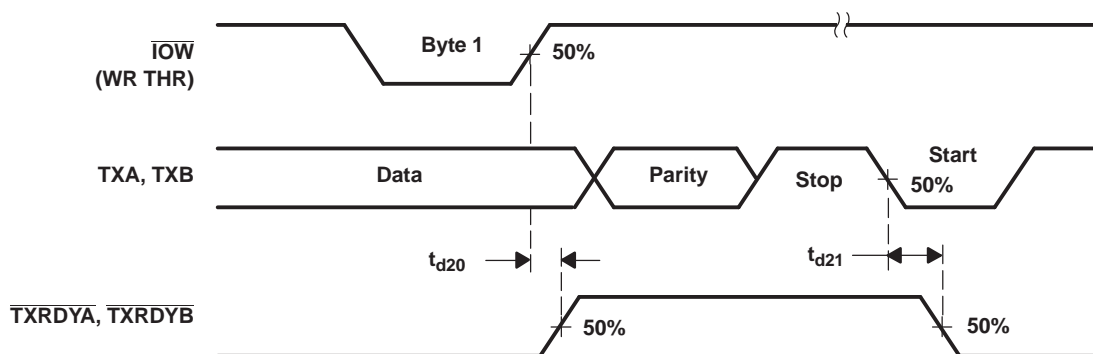 IOW
(WR THR)
Byte 1
50%
TXA, TXB
Data
Parity
Stop
Start
50%
td20
td21
TXRDYA, TXRDYB
50%
50%